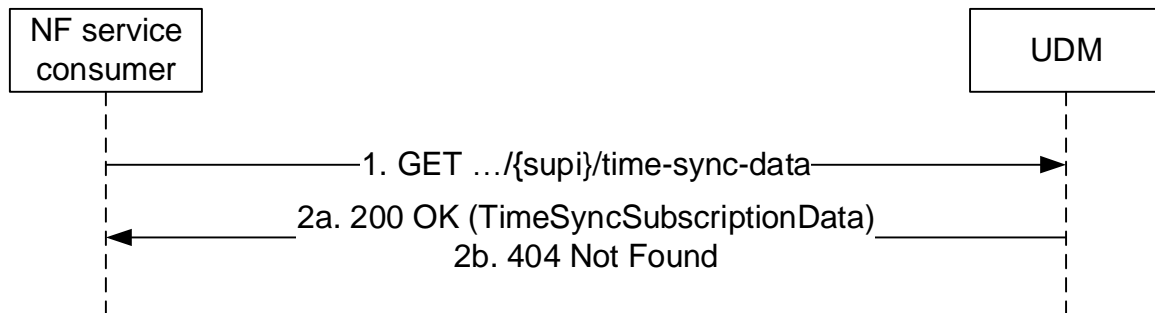 NF service
consumer
UDM
1. GET …/{supi}/time-sync-data
2a. 200 OK (TimeSyncSubscriptionData)
2b. 404 Not Found